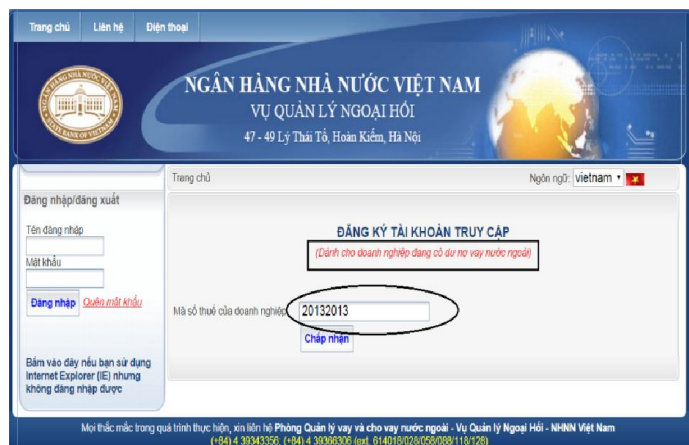 Trang chủ Liên hệ Điện thoại
NGÂN HÀNG NHÀ NƯỚC VIỆT NAM
VỤ QUẢN LÝ NGOẠI HỐI
47 - 49 Lý Thái Tổ, Hoàn Kiếm, Hà Nội
Trang chủ
Ngôn ngữ: vietnam
Đăng nhập/đăng xuất
Tên đăng nhập
Mật khẩu
Đăng nhập Quên mật khẩu
Bấm vào đây nếu bạn sử dụng
Internet Explorer (IE) nhưng
không đăng nhập được
ĐĂNG KÝ TÀI KHOẢN TRUY CẬP
(Dành cho doanh nghiệp đang có dư nợ vay nước ngoài)
Mã số thuế của doanh nghiệp 20132013
Chấp nhận
Mọi thắc mắc trong quá trình thực hiện, xin liên hệ Phòng Quản lý vay và cho vay nước ngoài - Vụ Quản lý Ngoại Hối - NHNN Việt Nam
(+84) 4 39343356; (+84) 4 39366306 (ext: 614018/028/058/088/118/128)